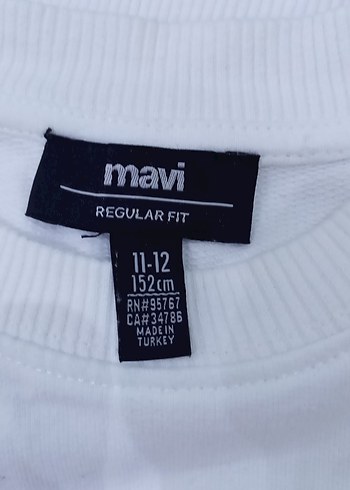 mavi
REGULAR FIT
11-12
152cm
RN#95767
CA#34786
MADE IN
TURKEY